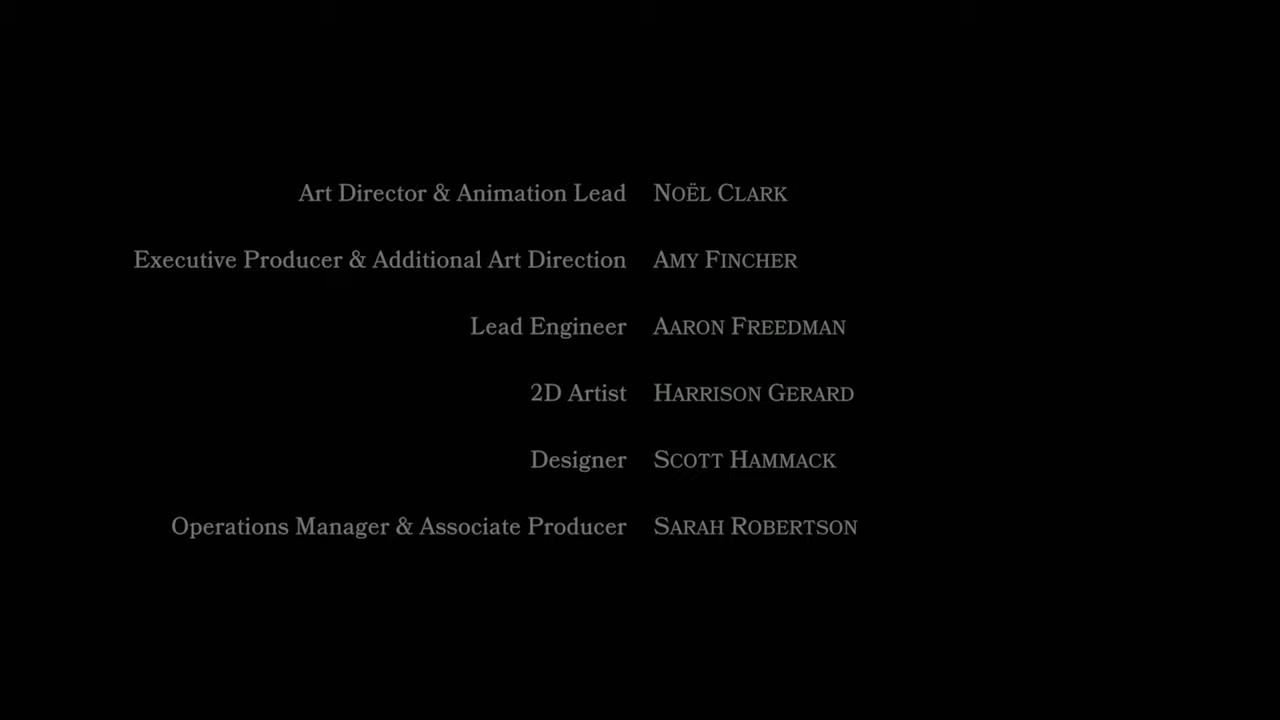 Art Director & Animation Lead NOËL CLARK
Executive Producer & Additional Art Direction AMY FINCHER
Lead Engineer AARON FREEDMAN
2D Artist HARRISON GERARD
Designer SCOTT HAMMACK
Operations Manager & Associate Producer SARAH ROBERTSON